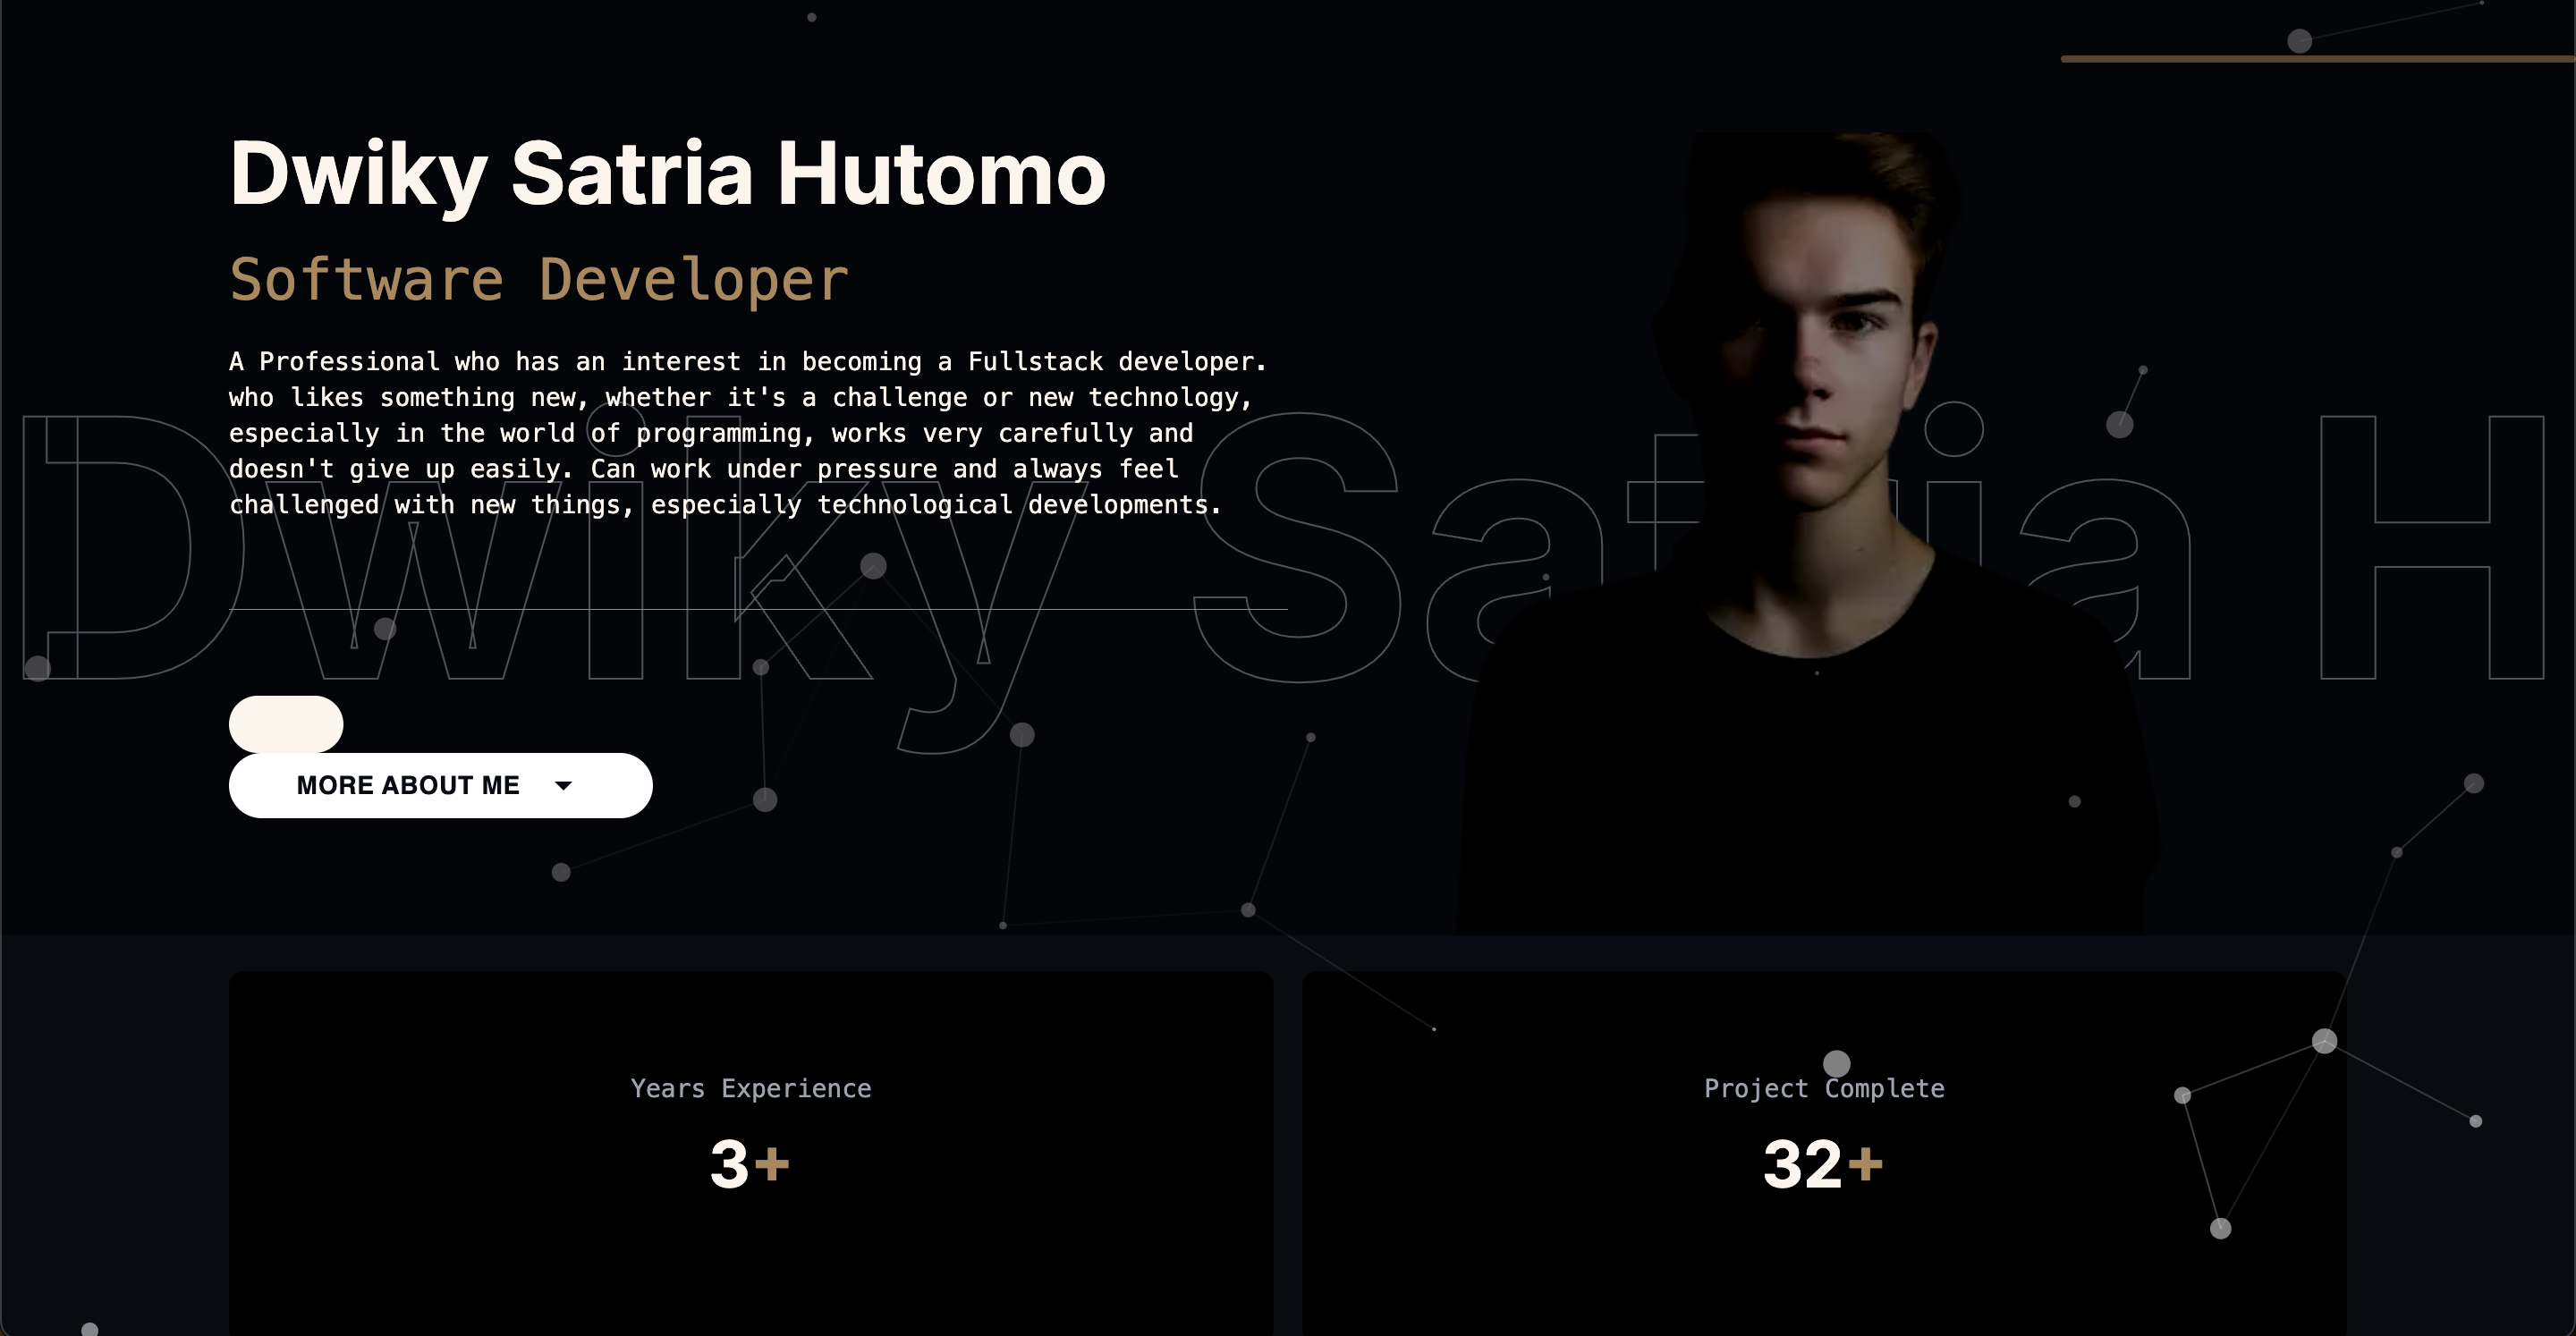 Dwiky Satria Hutomo
Software Developer
A Professional who has an interest in becoming a Fullstack developer.
who likes something new, whether it's a challenge or new technology,
especially in the world of programming, works very carefully and
doesn't give up easily. Can work under pressure and always feel
challenged with new things, especially technological developments.
Dwiky Satria H
MORE ABOUT ME
Years Experience
3+
Project Complete
32+